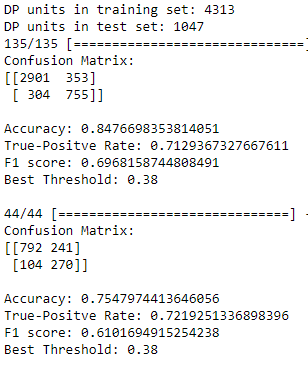 DP units in training set: 4313
DP units in test set: 1047
135/135 [==============================]
Confusion Matrix:
[[2901  353]
 [ 304  755]]

Accuracy: 0.8476698353814051
True-Positve Rate: 0.7129367327667611
F1 score: 0.6968158744808491
Best Threshold: 0.38

44/44 [==============================] -
Confusion Matrix:
[[792 241]
 [104 270]]

Accuracy: 0.7547974413646056
True-Positve Rate: 0.7219251336898396
F1 score: 0.6101694915254238
Best Threshold: 0.38